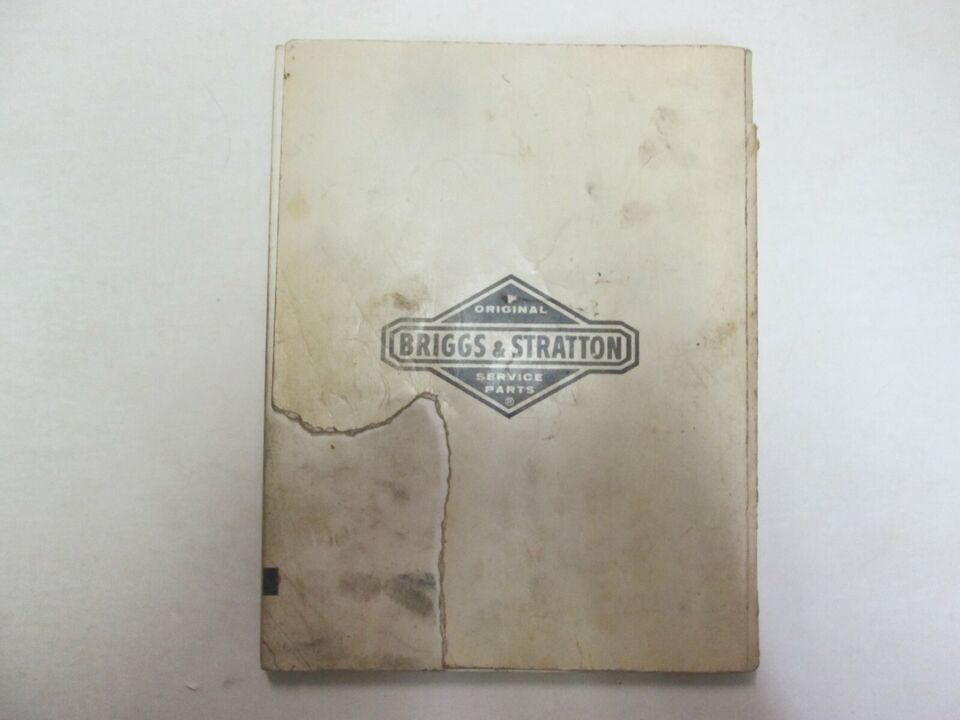 ORIGINAL
BRIGGS & STRATTON
SERVICE
PARTS
®